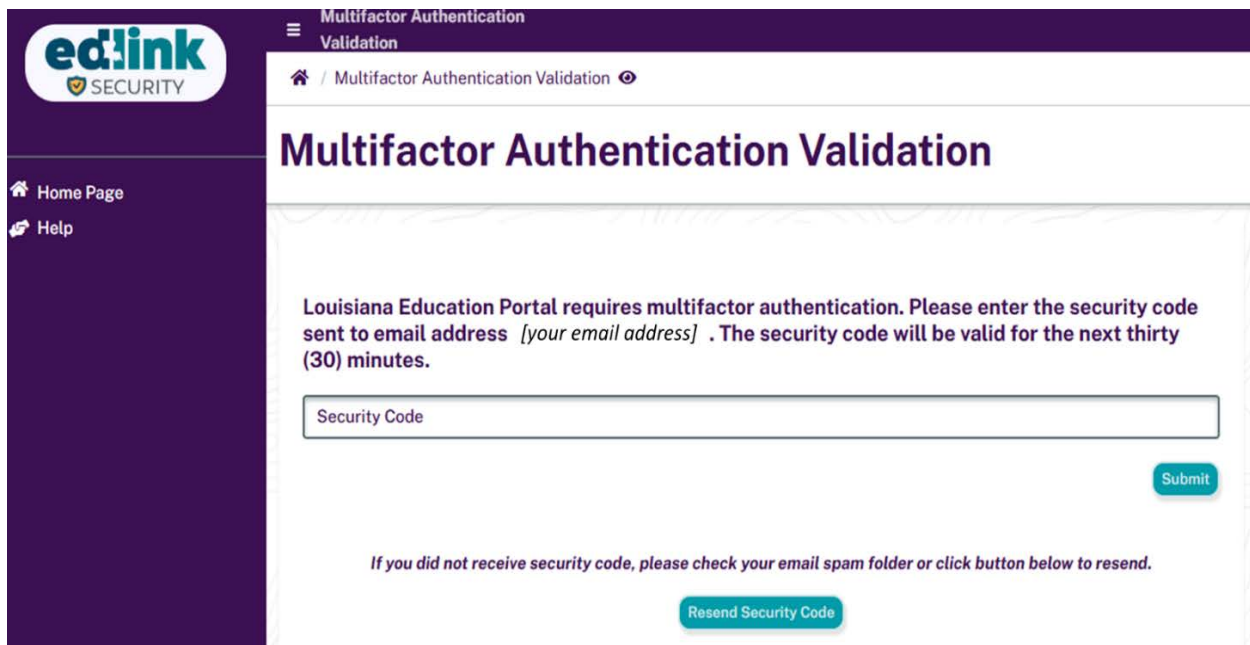 ed:link
SECURITY
Home Page
Help
Multifactor Authentication
Validation
/ Multifactor Authentication Validation
Multifactor Authentication Validation
Louisiana Education Portal requires multifactor authentication. Please enter the security code
sent to email address [your email address] . The security code will be valid for the next thirty
(30) minutes.
Security Code
Submit
If you did not receive security code, please check your email spam folder or click button below to resend.
Resend Security Code